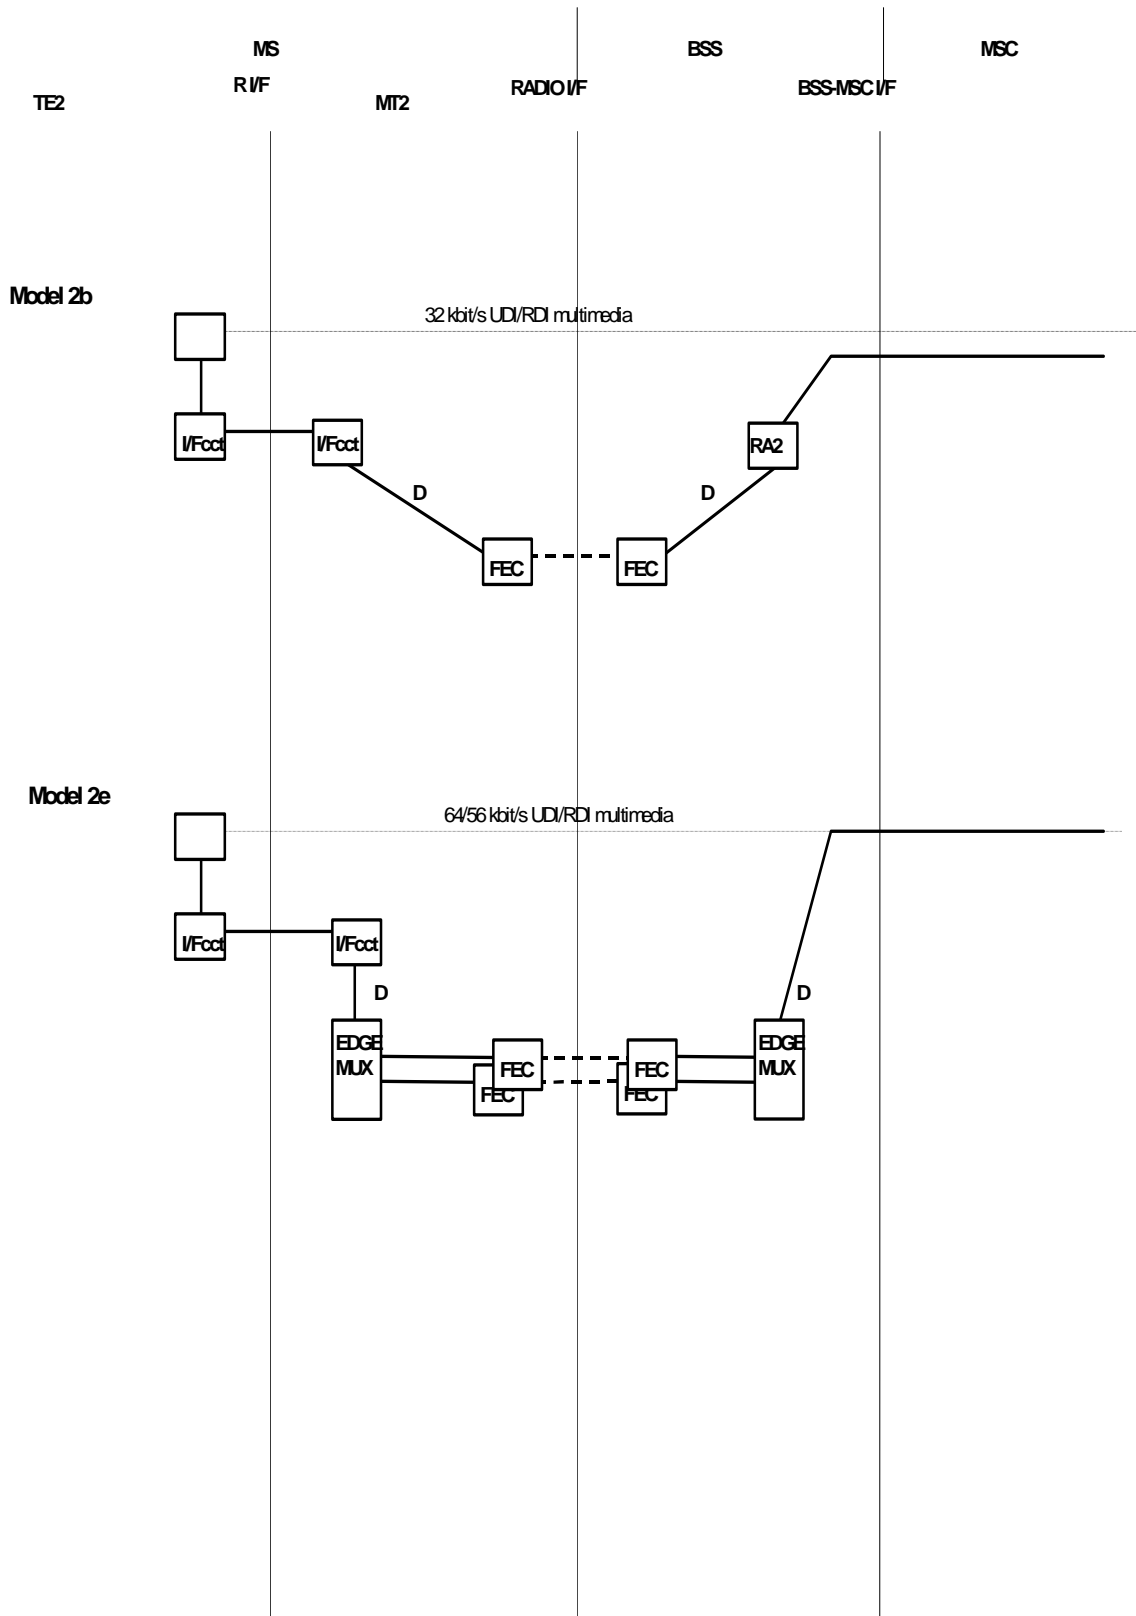 MS
BSS
MSC
R I/F
RADIO I/F
BSS-MSC I/F
TE2
MT2
Model 2b
32 kbit/s UDI/RDI multimedia
I/Fcct
I/Fcct
RA2
D
D
FEC
FEC
Model 2e
64/56 kbit/s UDI/RDI multimedia
I/Fcct
I/Fcct
D
D
EDGE
MUX
FEC
FEC
FEC
FEC
EDGE
MUX